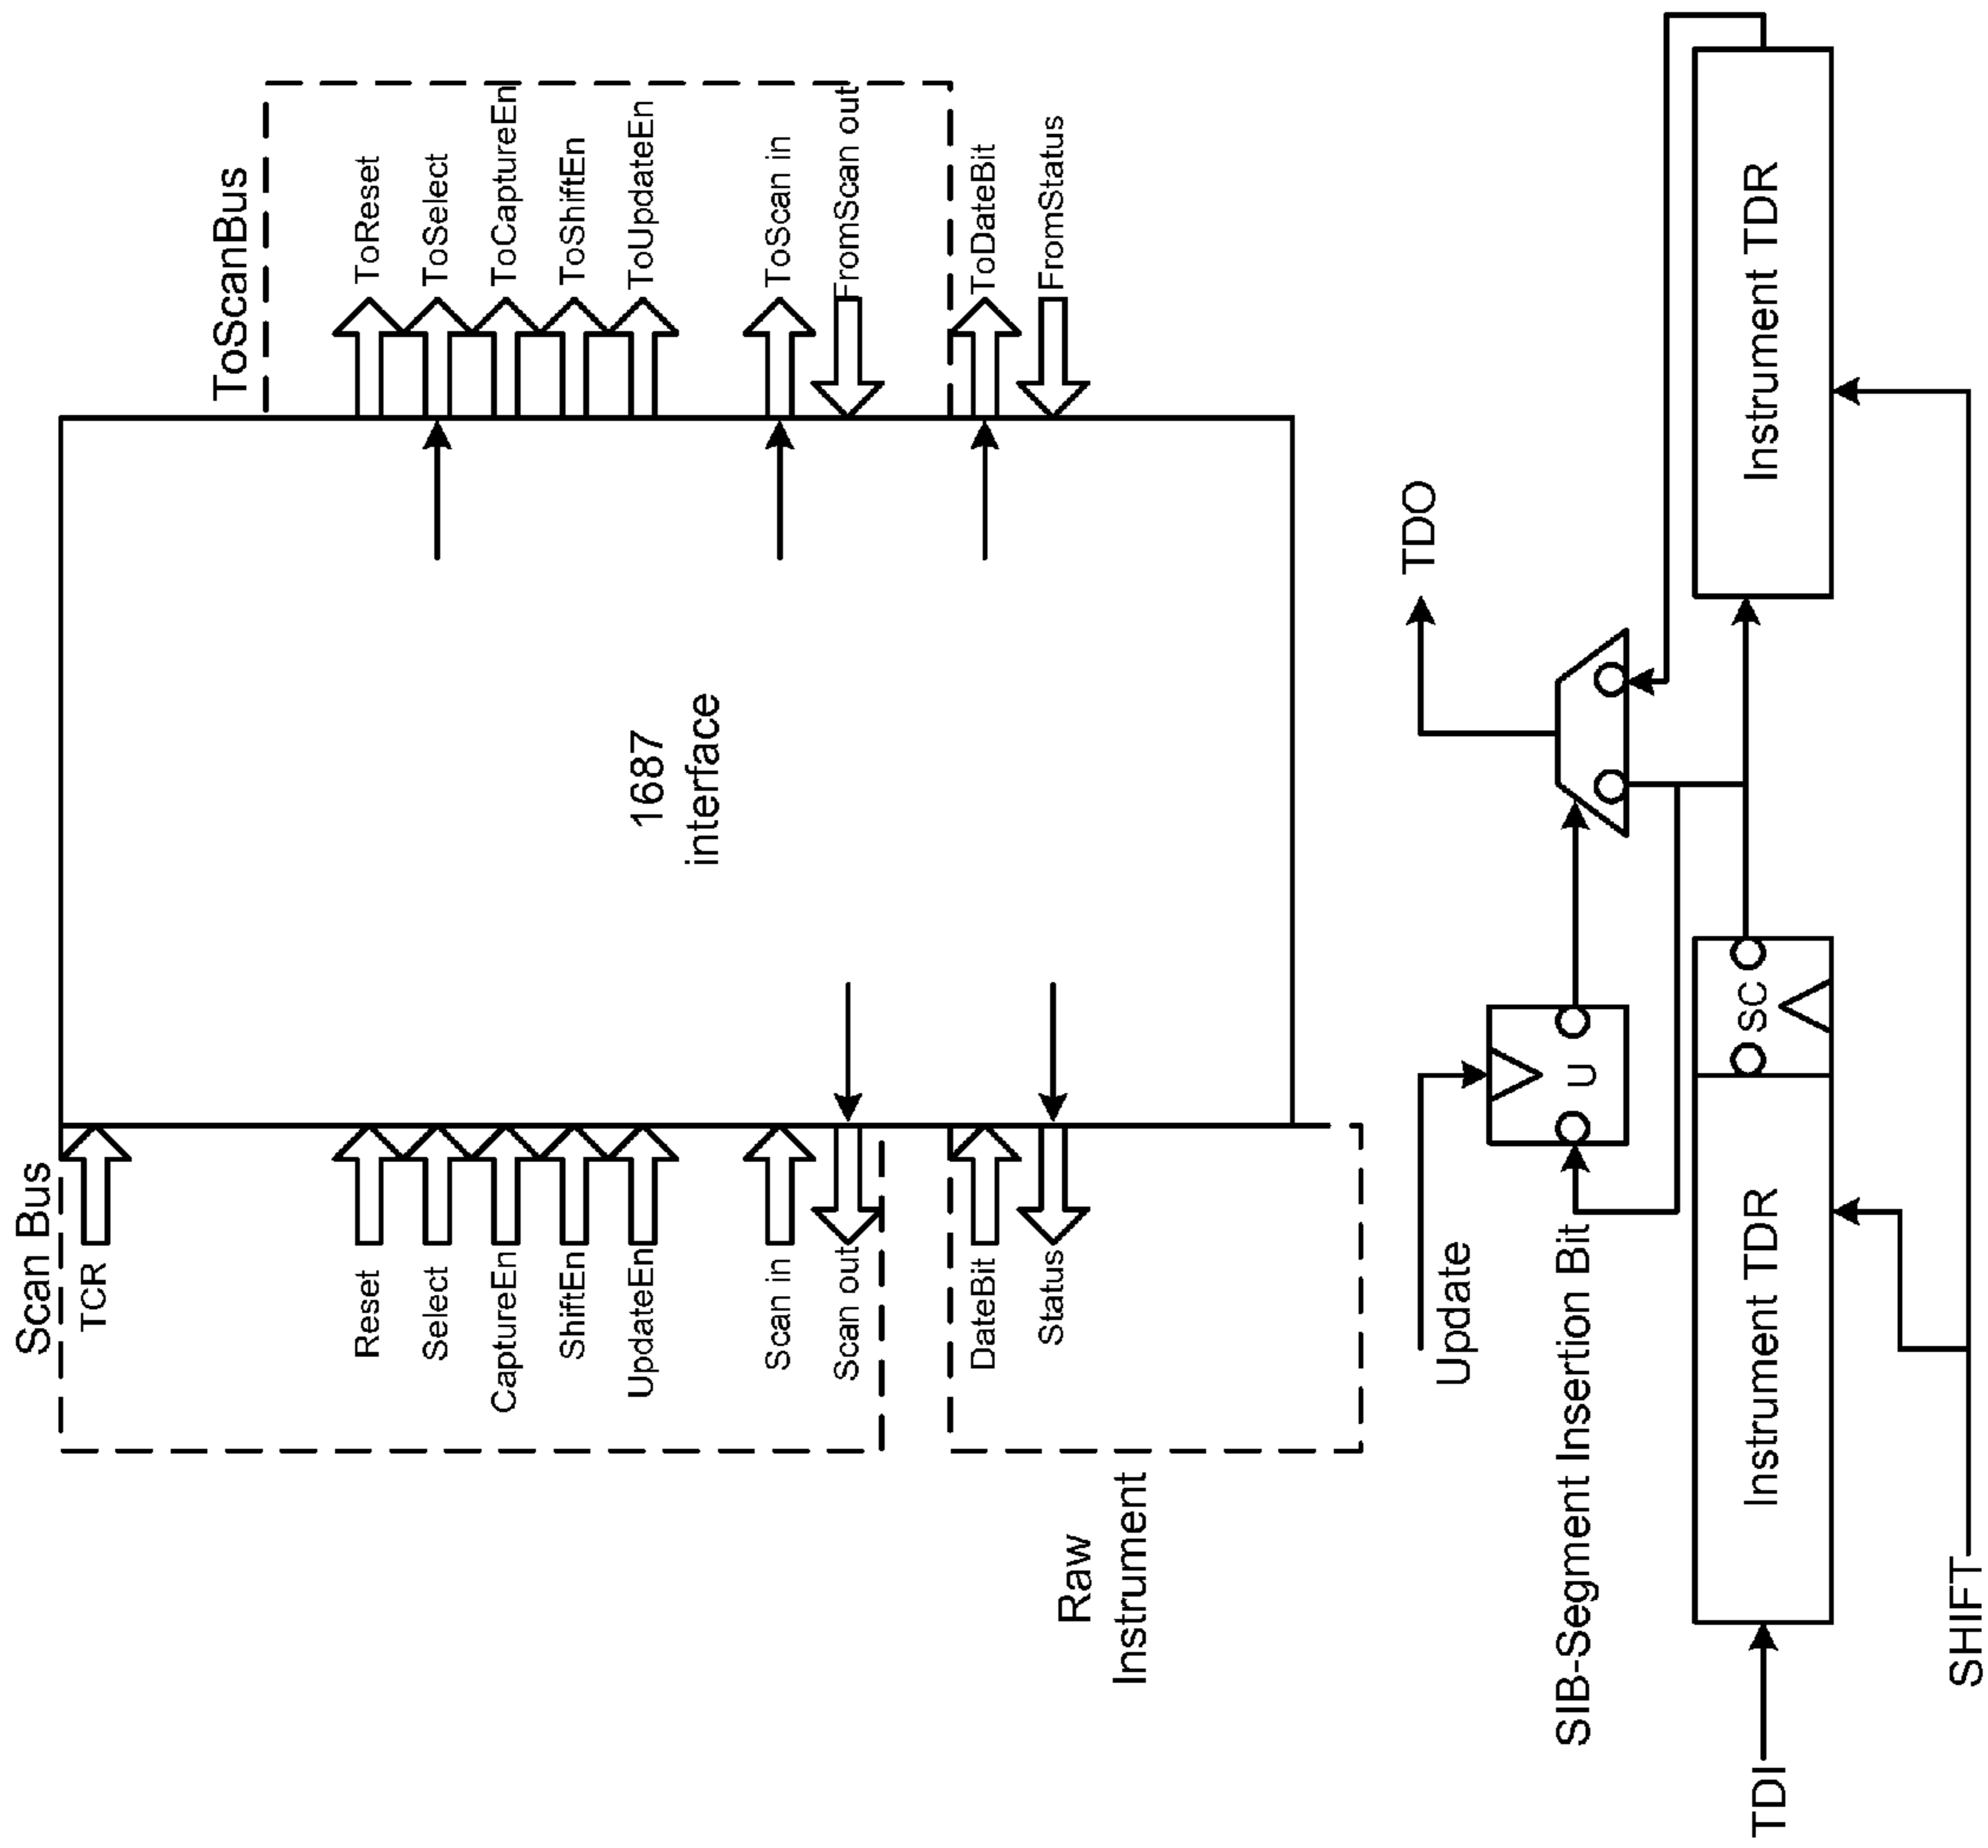 Scan Bus
TCR
Reset
Select
CaptureEn
ShiftEn
UpdateEn
Scan in
Scan out
DateBit
Status
Raw
Instrument
1687
interface
ToScanBus
ToReset
ToSelect
ToCaptureEn
ToShiftEn
ToUpdateEn
ToScan in
FromScan out
ToDateBit
FromStatus
Update
TDO
SIB-Segment Insertion Bit
U
TDI
Instrument TDR
SC
Instrument TDR
SHIFT